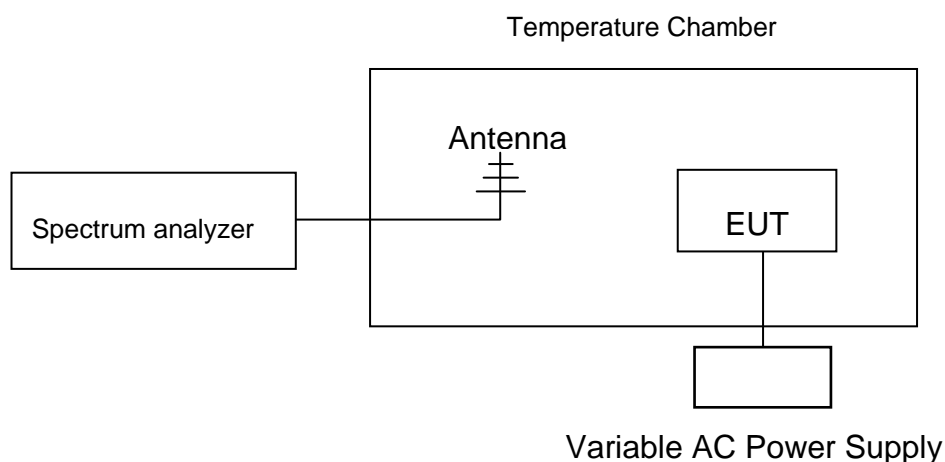 Temperature Chamber
Antenna
Spectrum analyzer
EUT
Variable AC Power Supply